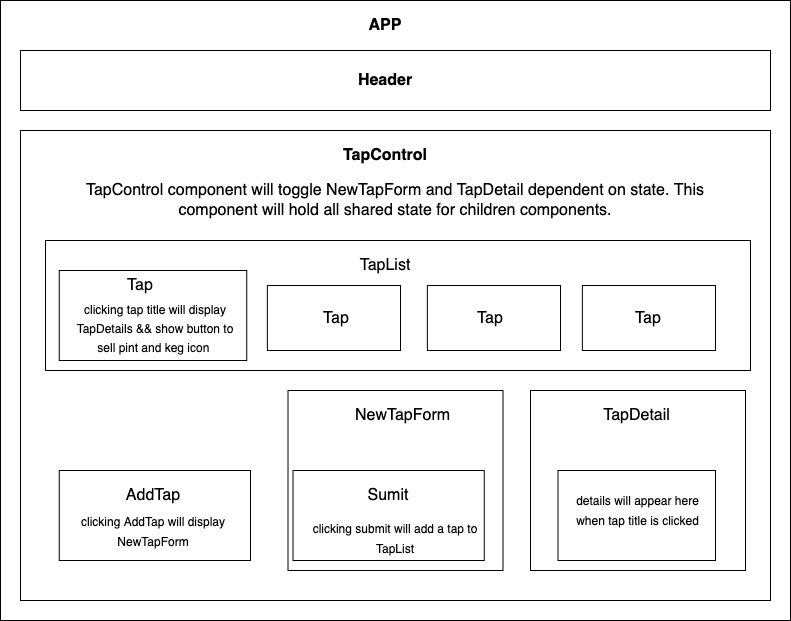 APP
Header
TapControl
TapControl component will toggle NewTapForm and TapDetail dependent on state. This
component will hold all shared state for children components.
TapList
Tap
clicking tap title will display
TapDetails && show button to
sell pint and keg icon
Tap
Tap
Tap
NewTapForm
TapDetail
AddTap
clicking AddTap will display
NewTapForm
Sumit
clicking submit will add a tap to
TapList
details will appear here
when tap title is clicked